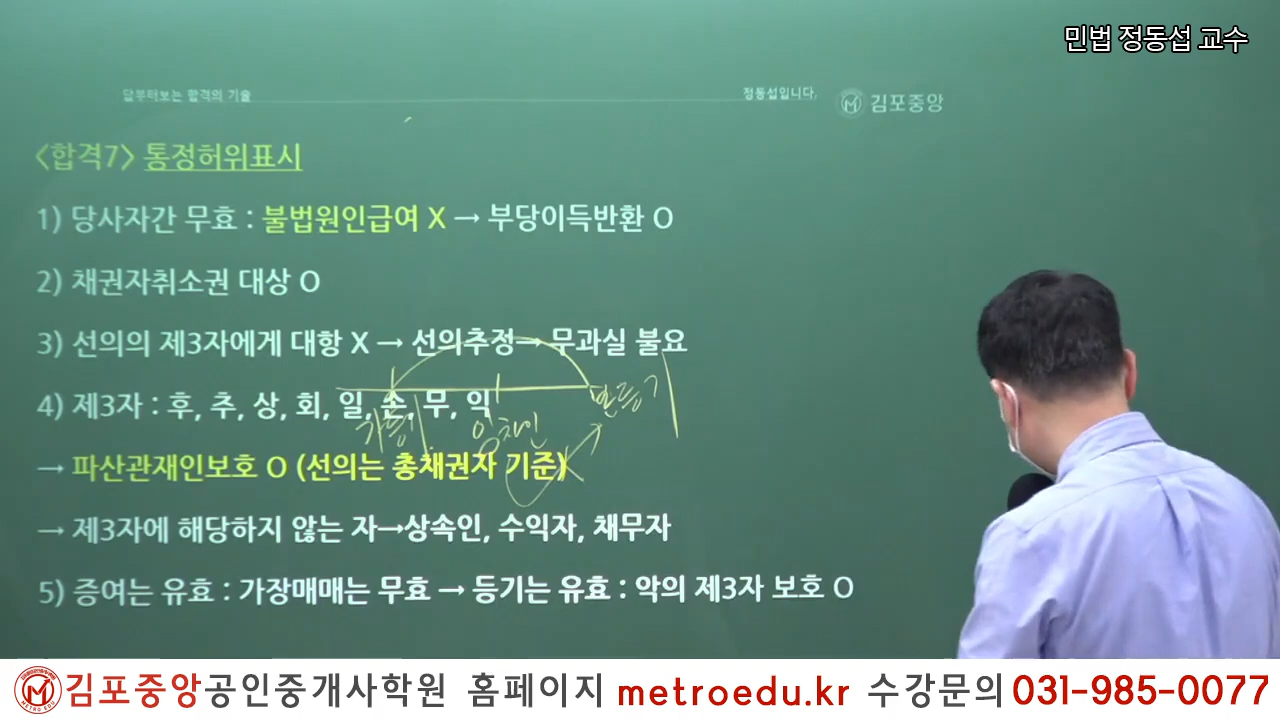 민법 정동섭 교수
답부터보는 합격의 기술
정동섭입니다.
김포중앙
<합격7> 통정허위표시
1) 당사자간 무효 : 불법원인급여 X → 부당이득반환 O
2) 채권자취소권 대상 O
3) 선의의 제3자에게 대항 X → 선의추정→ 무과실 불요
4) 제3자 : 후, 추, 상, 회, 일, 손, 무, 익
가등기
임차인
본등기
→ 파산관재인보호 O (선의는 총채권자 기준)
→ 제3자에 해당하지 않는 자→상속인, 수익자, 채무자
5) 증여는 유효 : 가장매매는 무효 → 등기는 유효 : 악의 제3자 보호 O
METRO EDU
김포중앙공인중개사학원 홈페이지 metroedu.kr 수강문의 031-985-0077